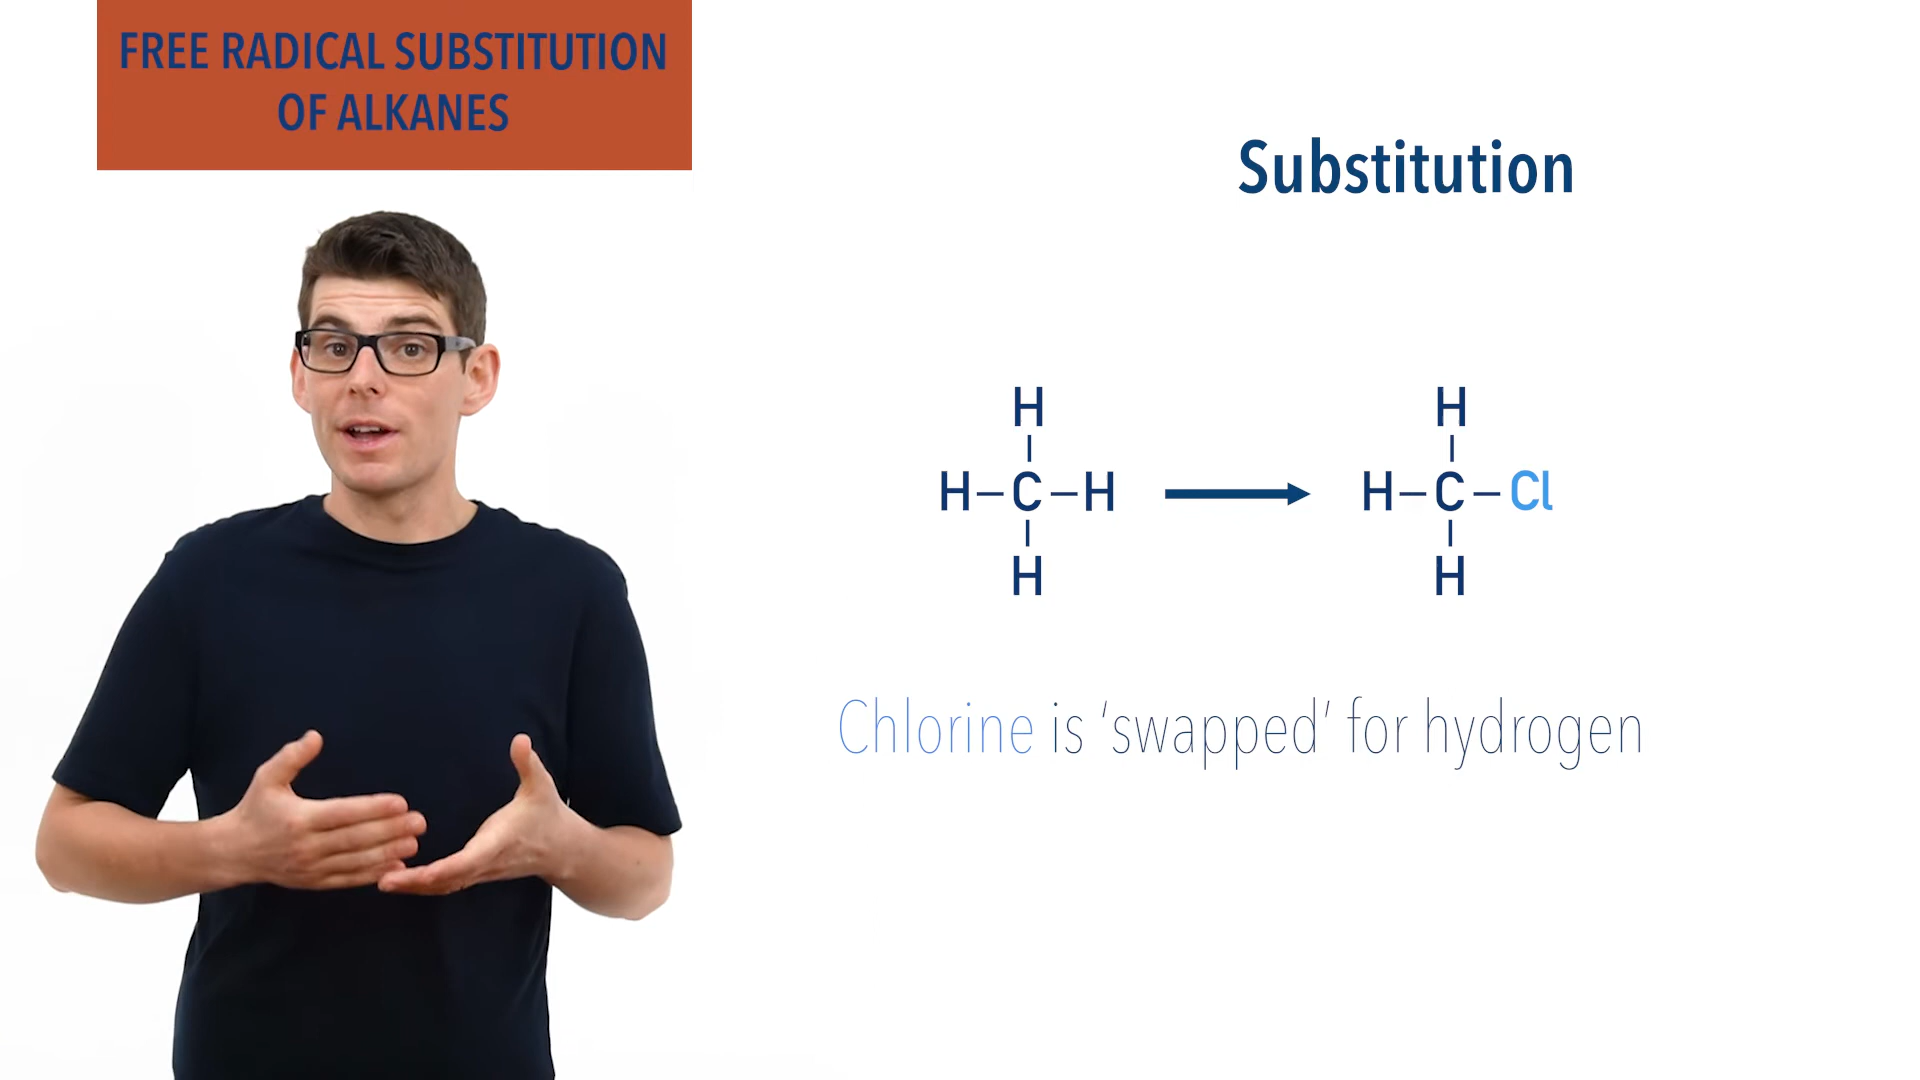 FREE RADICAL SUBSTITUTION
OF ALKANES
Substitution
H
H–C–H
H
H
H–C–Cl
H
Chlorine is ‘swapped’ for hydrogen